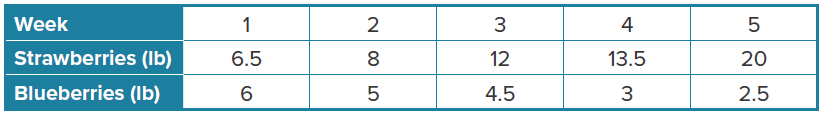 Week 1 2 3 4 5
Strawberries (lb) 6.5 8 12 13.5 20
Blueberries (lb) 6 5 4.5 3 2.5